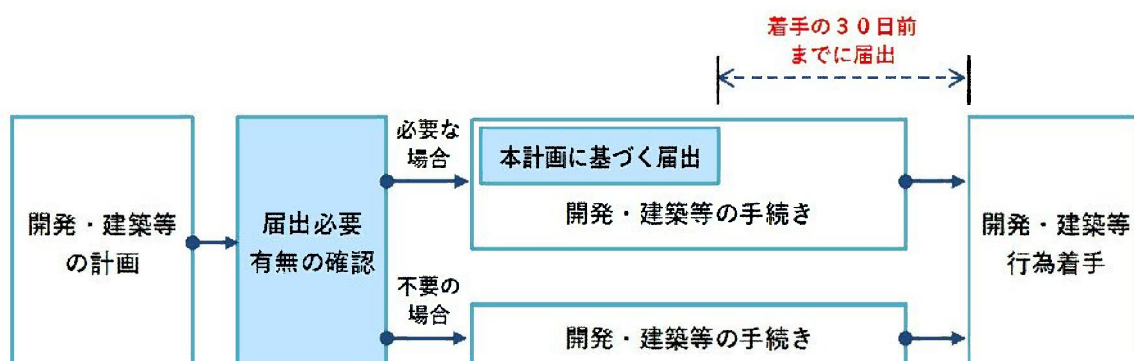 着手の30日前
までに届出
開発・建築等
の計画
届出必要
有無の確認
必要な
場合
本計画に基づく届出
開発・建築等の手続き
不要の
場合
開発・建築等の手続き
開発・建築等
行為着手